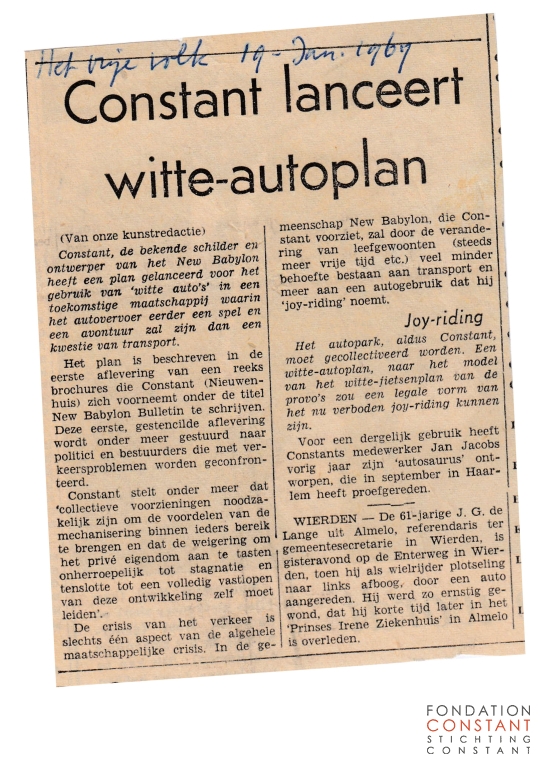 Het vrije volk 19 - Jan. 1969
Constant lanceert
witte-autoplan
(Van onze kunstredactie)
Constant, de bekende schilder en
ontwerper van het New Babylon
heeft een plan gelanceerd voor het
gebruik van 'witte auto's' in een
toekomstige maatschappij waarin
het autovervoer eerder een spel en
een avontuur zal zijn dan een
kwestie van transport.
Het plan is beschreven in de
eerste aflevering van een reeks
brochures die Constant (Nieuwen-
huis) zich voorneemt onder de titel
New Babylon Bulletin te schrijven.
Deze eerste, gestencilde aflevering
wordt onder meer gestuurd naar
politici en bestuurders die met ver-
keersproblemen worden geconfron-
teerd.
Constant stelt onder meer dat
'collectieve voorzieningen noodza-
kelijk zijn om de voordelen van de
mechanisering binnen ieders bereik
te brengen en dat de weigering om
het privé eigendom aan te tasten
onherroepelijk tot stagnatie en
tenslotte tot een volledig vastlopen
van deze ontwikkeling zelf moet
leiden'.
De crisis van het verkeer is
slechts één aspect van de algehele
maatschappelijke crisis. In de ge-
meenschap New Babylon, die Con-
stant voorziet, zal door de verande-
ring van leefgewoonten (steeds
meer vrije tijd etc.) veel minder
behoefte bestaan aan transport en
meer aan een autogebruik dat hij
'joy-riding' noemt.
Joy-riding
Het autopark, aldus Constant,
moet gecollectiveerd worden. Een
witte-autoplan, naar het model
van het witte-fietsenplan van de
provo's zou een legale vorm van
het nu verboden joy-riding kunnen
zijn.
Voor een dergelijk gebruik heeft
Constants medewerker Jan Jacobs
vorig jaar zijn 'autosaurus' ont-
worpen, die in september in Haar-
lem heeft proefgereden.
WIERDEN — De 61-jarige J. G. de
Lange uit Almelo, referendaris ter
gemeentesecretarie in Wierden, is
gisteravond op de Enterweg in Wier-
den, toen hij als wielrijder plotseling
naar links afboog, door een auto
aangereden. Hij werd zo ernstig ge-
wond, dat hij korte tijd later in het
'Prinses Irene Ziekenhuis' in Almelo
is overleden.
FONDATION
CONSTANT
STICHTING
CONSTANT